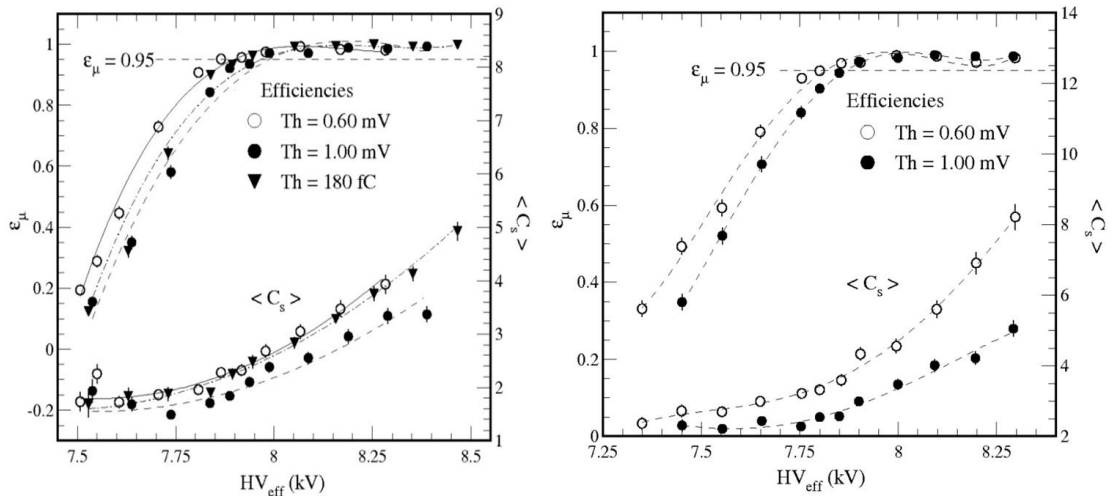 1
0.8
0.6
0.4
0.2
0
-0.2
ε_μ
ε_μ = 0.95
Efficiencies
Th = 0.60 mV
Th = 1.00 mV
Th = 180 fC
< C_s >
9
8
7
6
5
4
3
2
1
< C_s >
7.5
7.75
8
8.25
8.5
HV_eff (kV)
1
0.8
0.6
0.4
0.2
0
ε_μ
ε_μ = 0.95
Efficiencies
Th = 0.60 mV
Th = 1.00 mV
< C_s >
14
12
10
8
6
4
2
< C_s >
7.25
7.5
7.75
8
8.25
HV_eff (kV)